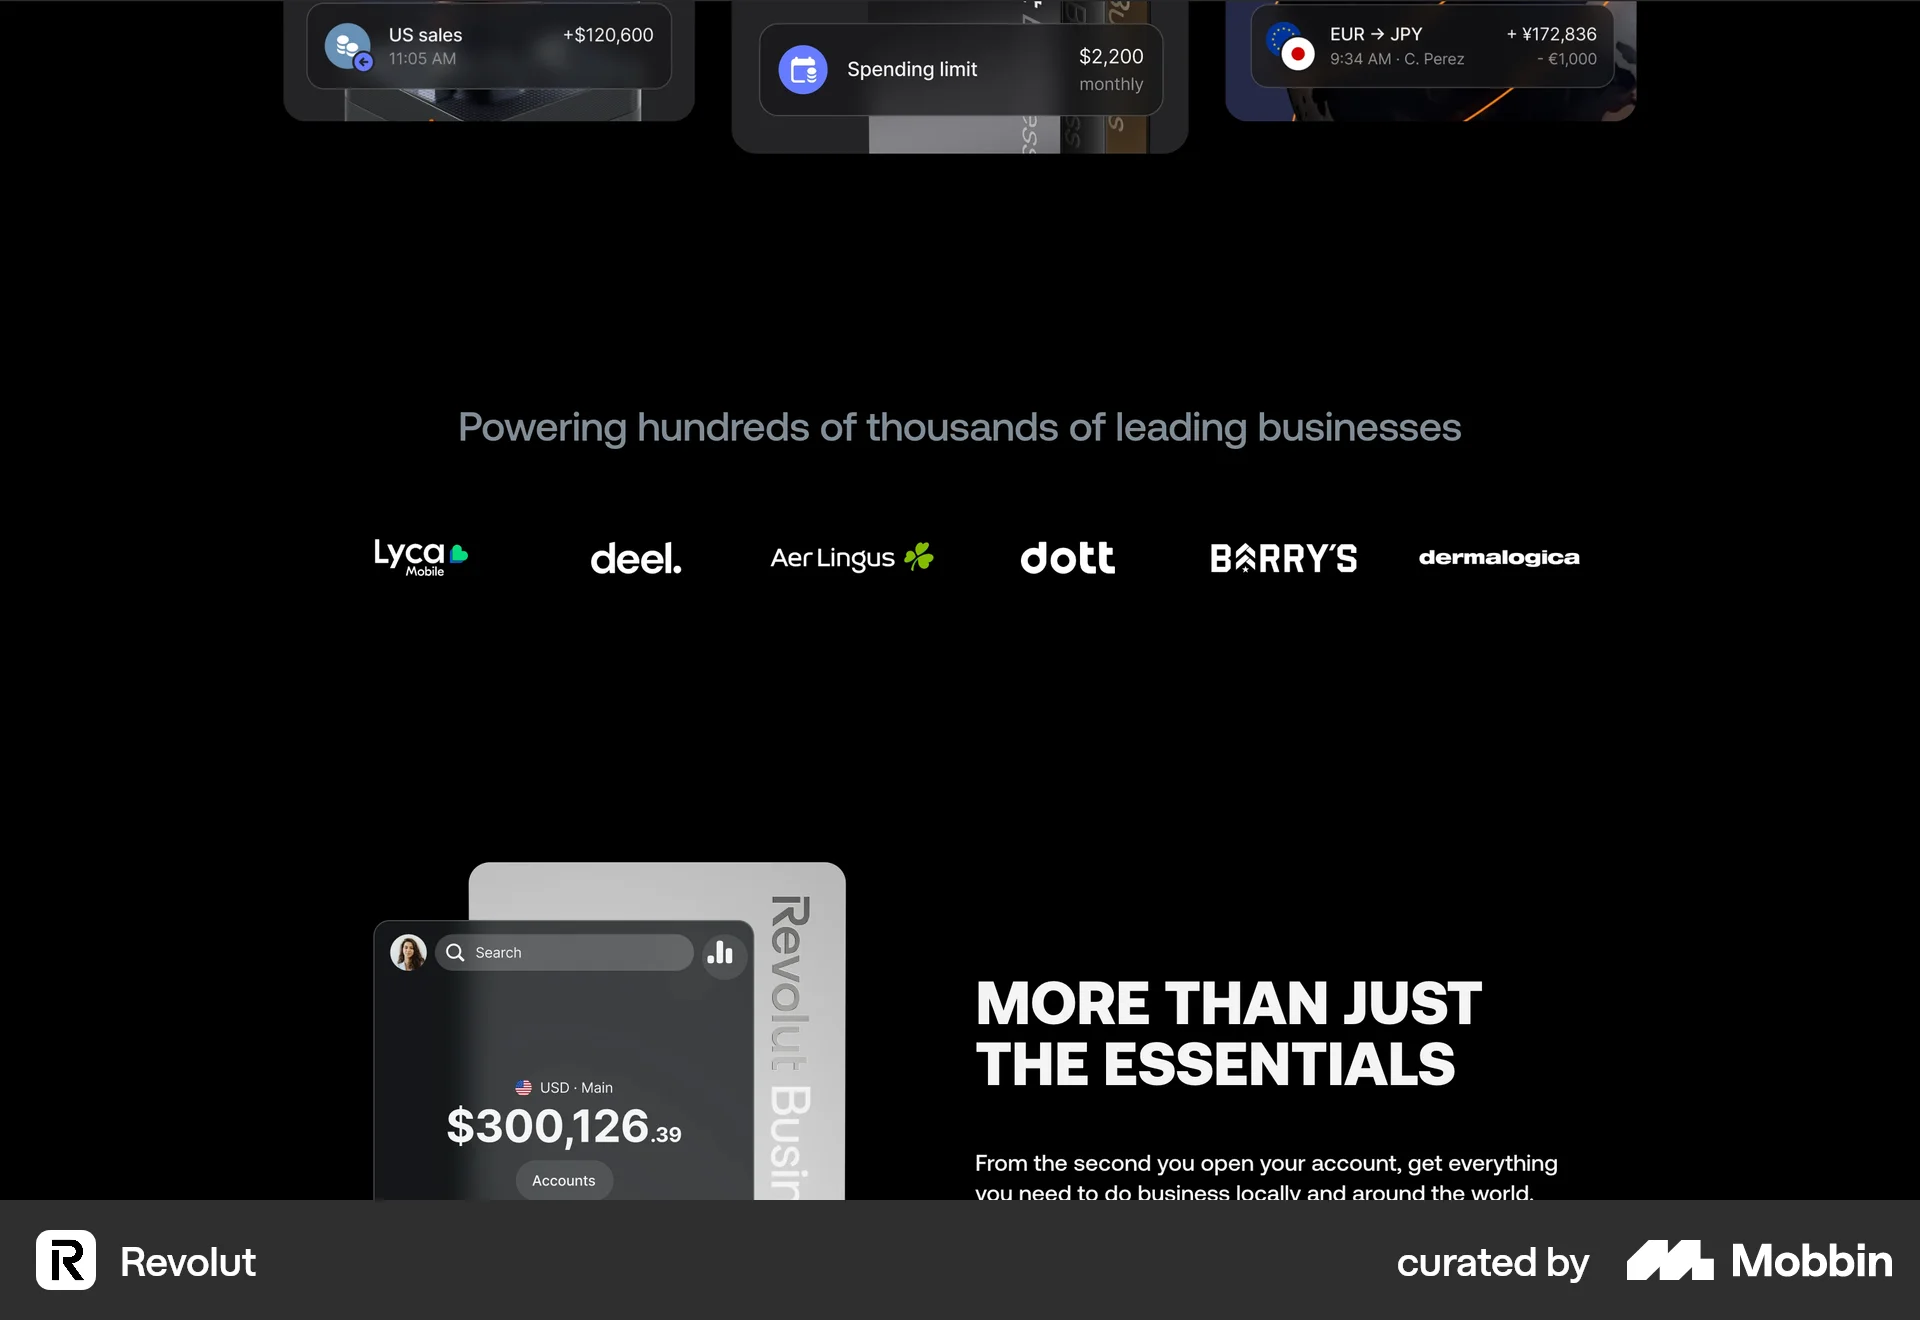 US sales
+$120,600
11:05 AM
Spending limit
$2,200
monthly
EUR → JPY
+ ¥172,836
9:34 AM · C. Perez
- €1,000
Powering hundreds of thousands of leading businesses
Lyca
Mobile
deel.
Aer Lingus
dott
BARRY'S
dermalogica
Revolut Busin
Search
USD · Main
$300,126.39
Accounts
MORE THAN JUST
THE ESSENTIALS
From the second you open your account, get everything
you need to do business locally and around the world.
R Revolut
curated by Mobbin